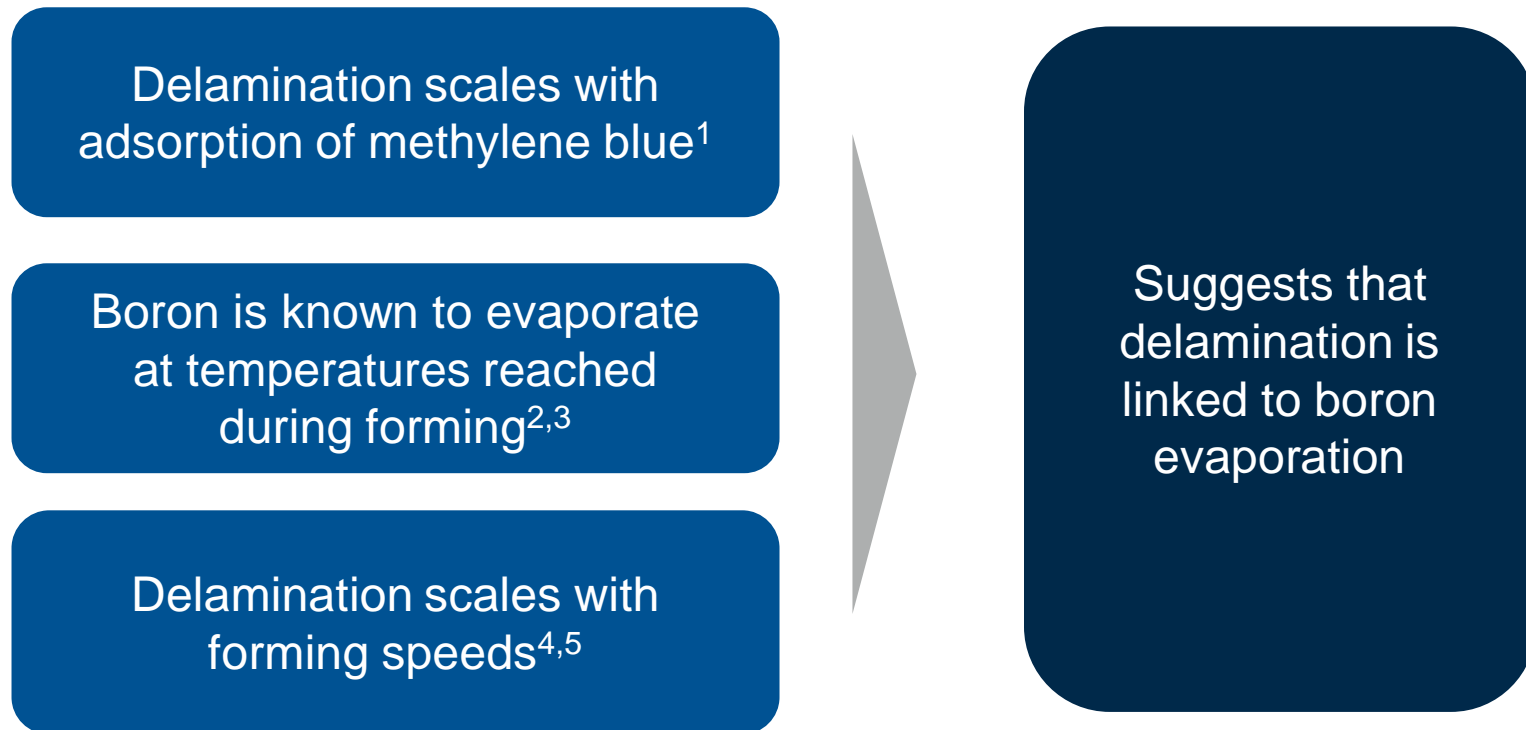 Delamination scales with
adsorption of methylene blue¹
Boron is known to evaporate
at temperatures reached
during forming²,³
Delamination scales with
forming speeds⁴,⁵
Suggests that
delamination is
linked to boron
evaporation